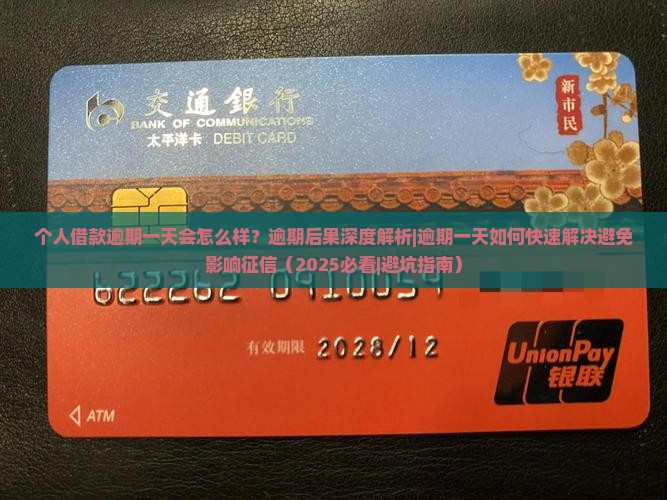 交通銀行
BANK OF COMMUNICATIONS
太平洋卡 DEBIT CARD
新市民
个人借款逾期一天会怎么样？逾期后果深度解析|逾期一天如何快速解决避免
影响征信（2025必看|避坑指南）
622262 0910059
有效期限 2028/12
UnionPay
银联
ATM